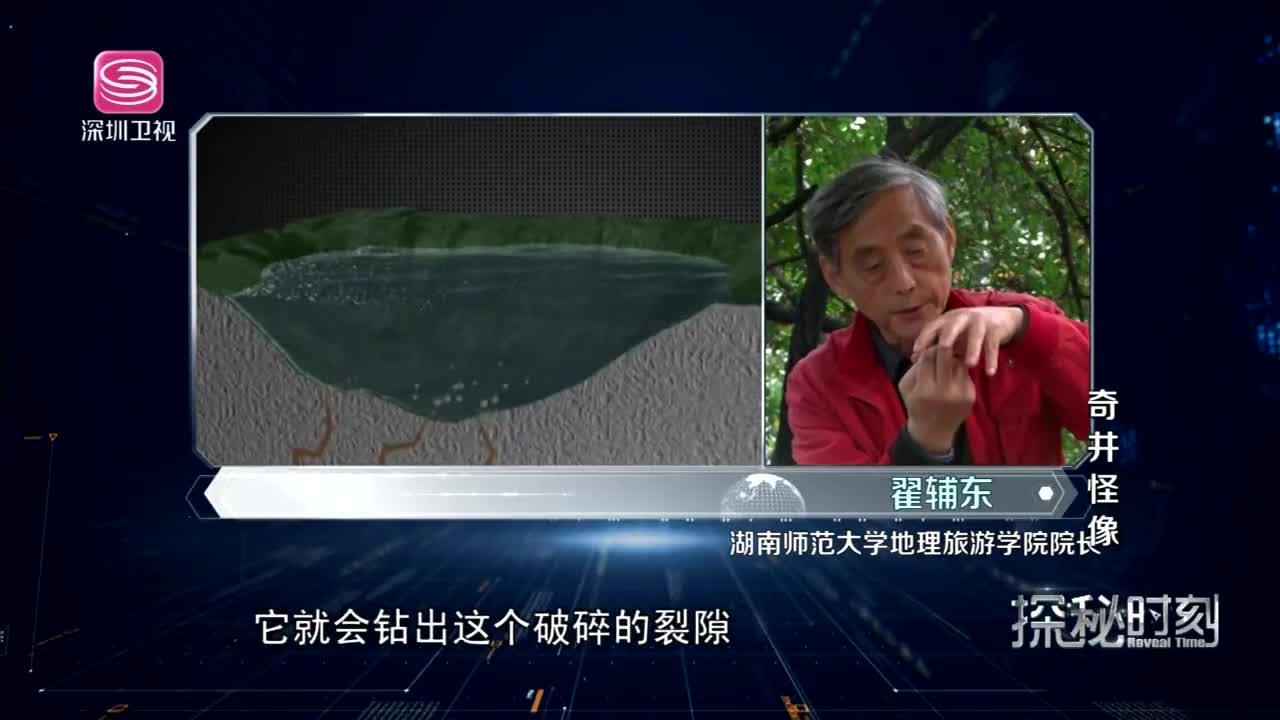 深圳卫视
翟辅东
湖南师范大学地理旅游学院院长
奇井怪像
它就会钻出这个破碎的裂隙
探秘时刻
Reveal Time